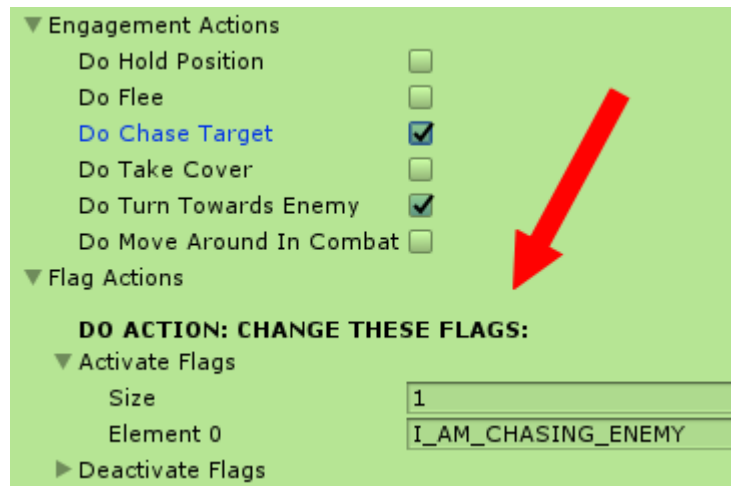 Engagement Actions
Do Hold Position
Do Flee
Do Chase Target
Do Take Cover
Do Turn Towards Enemy
Do Move Around In Combat
Flag Actions
DO ACTION: CHANGE THESE FLAGS:
Activate Flags
Size 1
Element 0 I_AM_CHASING_ENEMY
Deactivate Flags